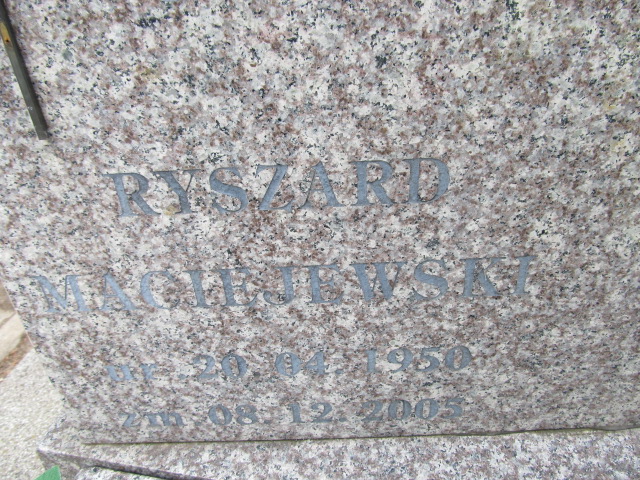 RYSZARD
MACIEJEWSKI
ur 20 04. 1950
zm 08 12. 2005